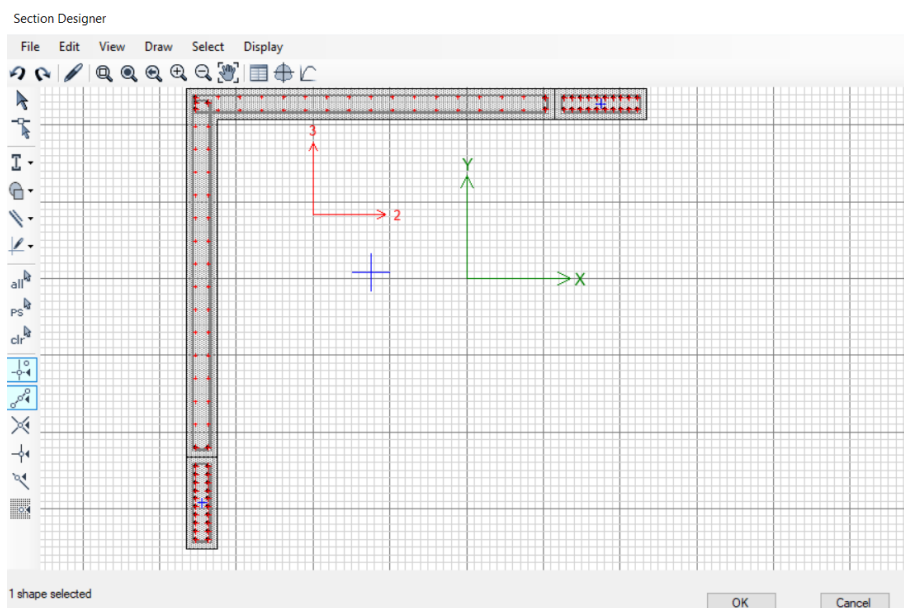 Section Designer
File Edit View Draw Select Display
3
2
Y
X
all
PS
clr
1 shape selected
OK Cancel